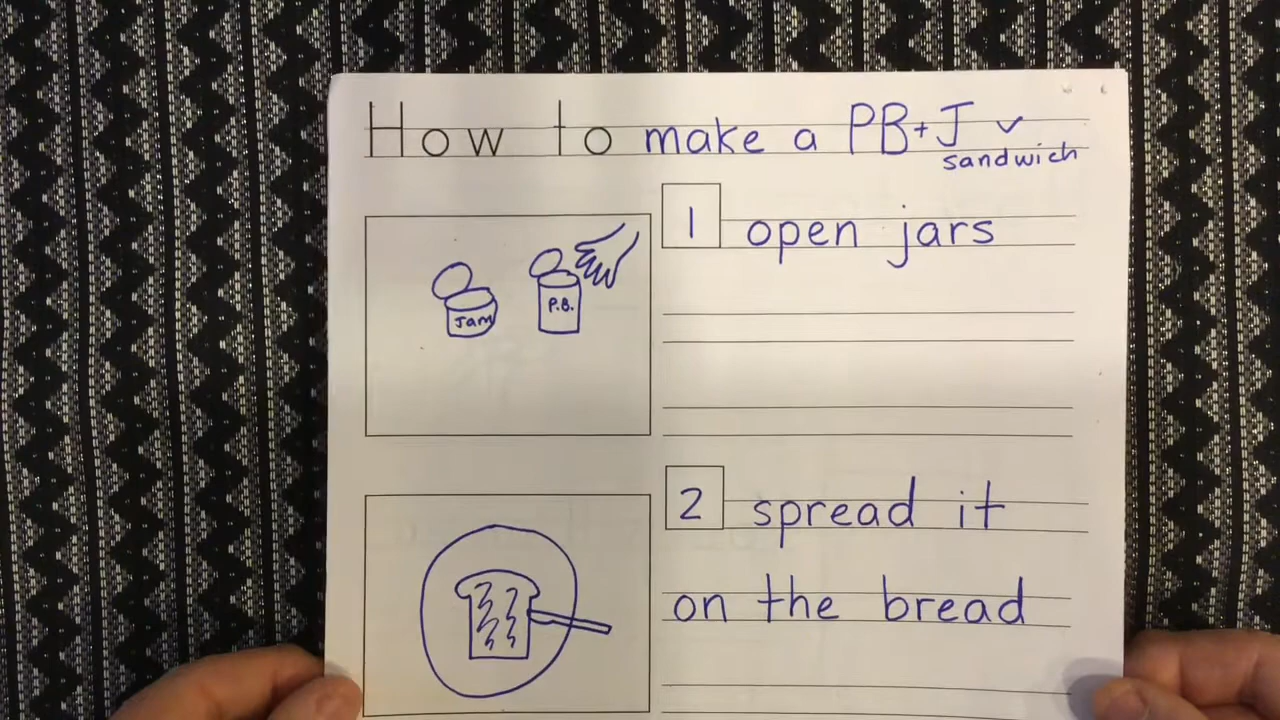 How to make a PB+J
sandwich
1 open jars
Jam
P.B.
2 spread it
on the bread